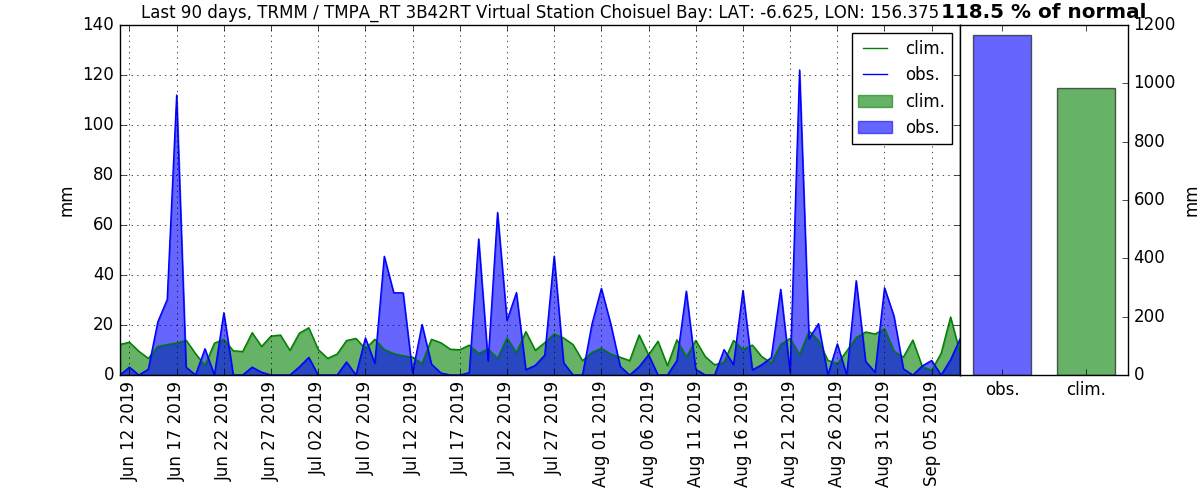 Last 90 days, TRMM / TMPA_RT 3B42RT Virtual Station Choisuel Bay: LAT: -6.625, LON: 156.375
118.5 % of normal
mm
140
120
100
80
60
40
20
0
clim.
obs.
clim.
obs.
Jun 12 2019
Jun 17 2019
Jun 22 2019
Jun 27 2019
Jul 02 2019
Jul 07 2019
Jul 12 2019
Jul 17 2019
Jul 22 2019
Jul 27 2019
Aug 01 2019
Aug 06 2019
Aug 11 2019
Aug 16 2019
Aug 21 2019
Aug 26 2019
Aug 31 2019
Sep 05 2019
1200
1000
800
600
400
200
0
mm
obs.
clim.